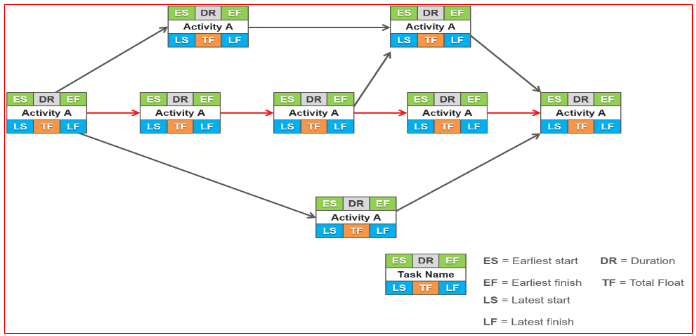 ES DR EF
Activity A
LS TF LF
ES DR EF
Activity A
LS TF LF
ES DR EF
Activity A
LS TF LF
ES DR EF
Activity A
LS TF LF
ES DR EF
Activity A
LS TF LF
ES DR EF
Activity A
LS TF LF
ES DR EF
Activity A
LS TF LF
ES DR EF
Activity A
LS TF LF
ES DR EF
Task Name
LS TF LF
ES = Earliest start
DR = Duration
EF = Earliest finish
TF = Total Float
LS = Latest start
LF = Latest finish